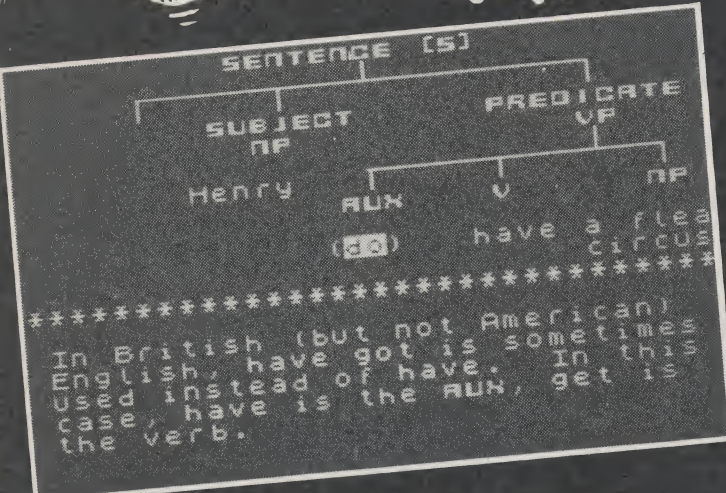 SENTENCE [S]
SUBJECT PREDICATE
NP VP
Henry AUX V NP
(do) have a flea
circus
************************************
In British (but not American)
English, have got is sometimes
used instead of have. In this
case, have is the AUX, get is
the verb.